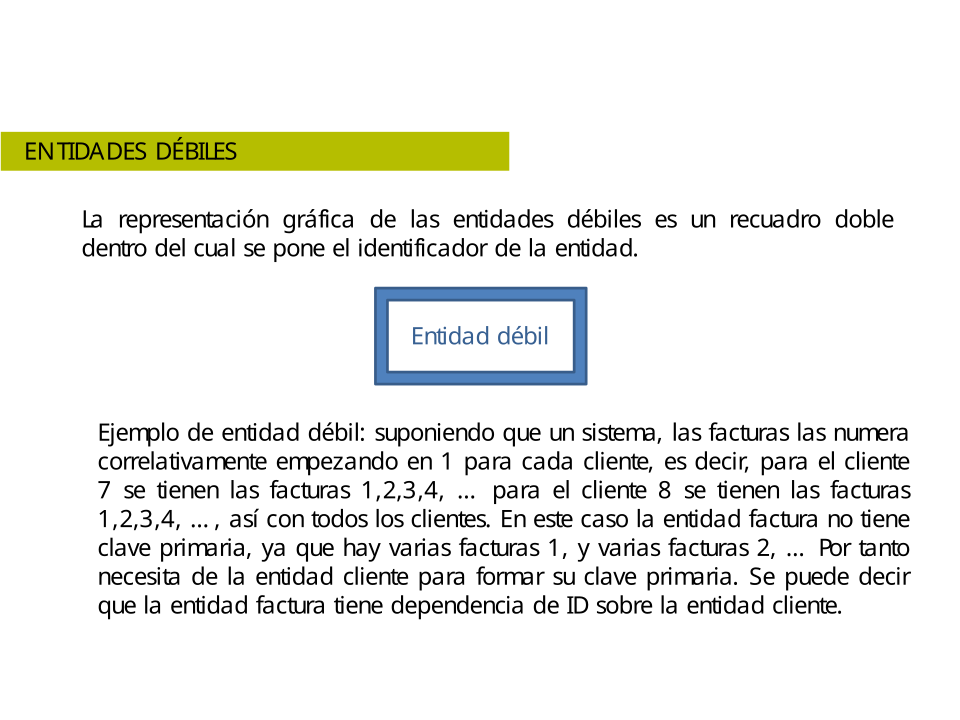 ENTIDADES DÉBILES
La representación gráfica de las entidades débiles es un recuadro doble
dentro del cual se pone el identificador de la entidad.
Entidad débil
Ejemplo de entidad débil: suponiendo que un sistema, las facturas las numera
correlativamente empezando en 1 para cada cliente, es decir, para el cliente
7 se tienen las facturas 1,2,3,4, ... para el cliente 8 se tienen las facturas
1,2,3,4, ... , así con todos los clientes. En este caso la entidad factura no tiene
clave primaria, ya que hay varias facturas 1, y varias facturas 2, ... Por tanto
necesita de la entidad cliente para formar su clave primaria. Se puede decir
que la entidad factura tiene dependencia de ID sobre la entidad cliente.